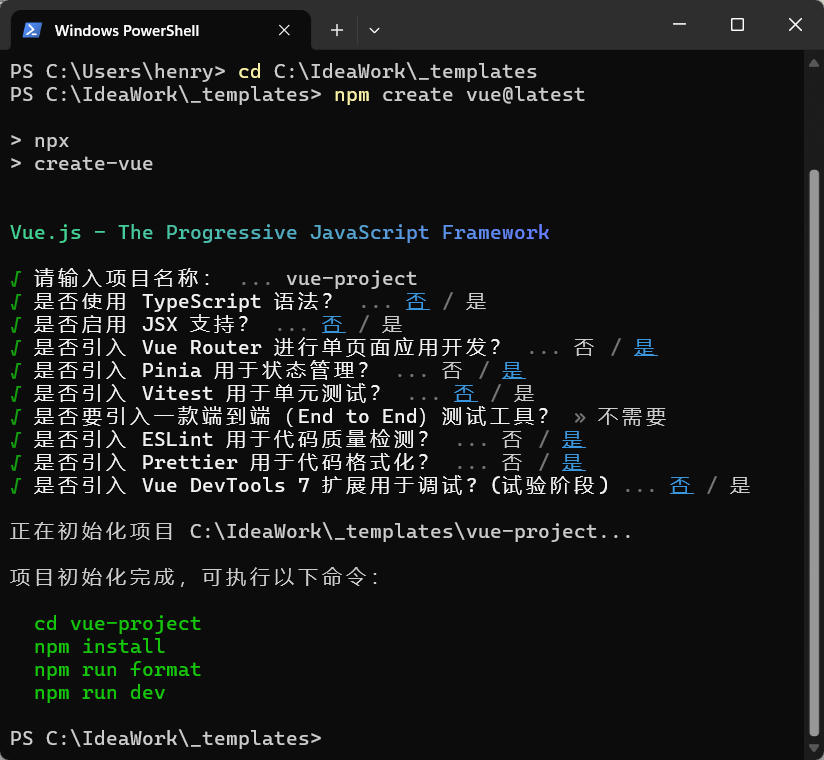 Windows PowerShell
PS C:\Users\henry> cd C:\IdeaWork\_templates
PS C:\IdeaWork\_templates> npm create vue@latest
> npx
> create-vue
Vue.js - The Progressive JavaScript Framework
√ 请输入项目名称： ... vue-project
√ 是否使用 TypeScript 语法？ ... 否 / 是
√ 是否启用 JSX 支持？ ... 否 / 是
√ 是否引入 Vue Router 进行单页面应用开发？ ... 否 / 是
√ 是否引入 Pinia 用于状态管理？ ... 否 / 是
√ 是否引入 Vitest 用于单元测试？ ... 否 / 是
√ 是否要引入一款端到端（End to End）测试工具？ » 不需要
√ 是否引入 ESLint 用于代码质量检测？ ... 否 / 是
√ 是否引入 Prettier 用于代码格式化？ ... 否 / 是
√ 是否引入 Vue DevTools 7 扩展用于调试？(试验阶段) ... 否 / 是
正在初始化项目 C:\IdeaWork\_templates\vue-project...
项目初始化完成，可执行以下命令：
cd vue-project
npm install
npm run format
npm run dev
PS C:\IdeaWork\_templates>